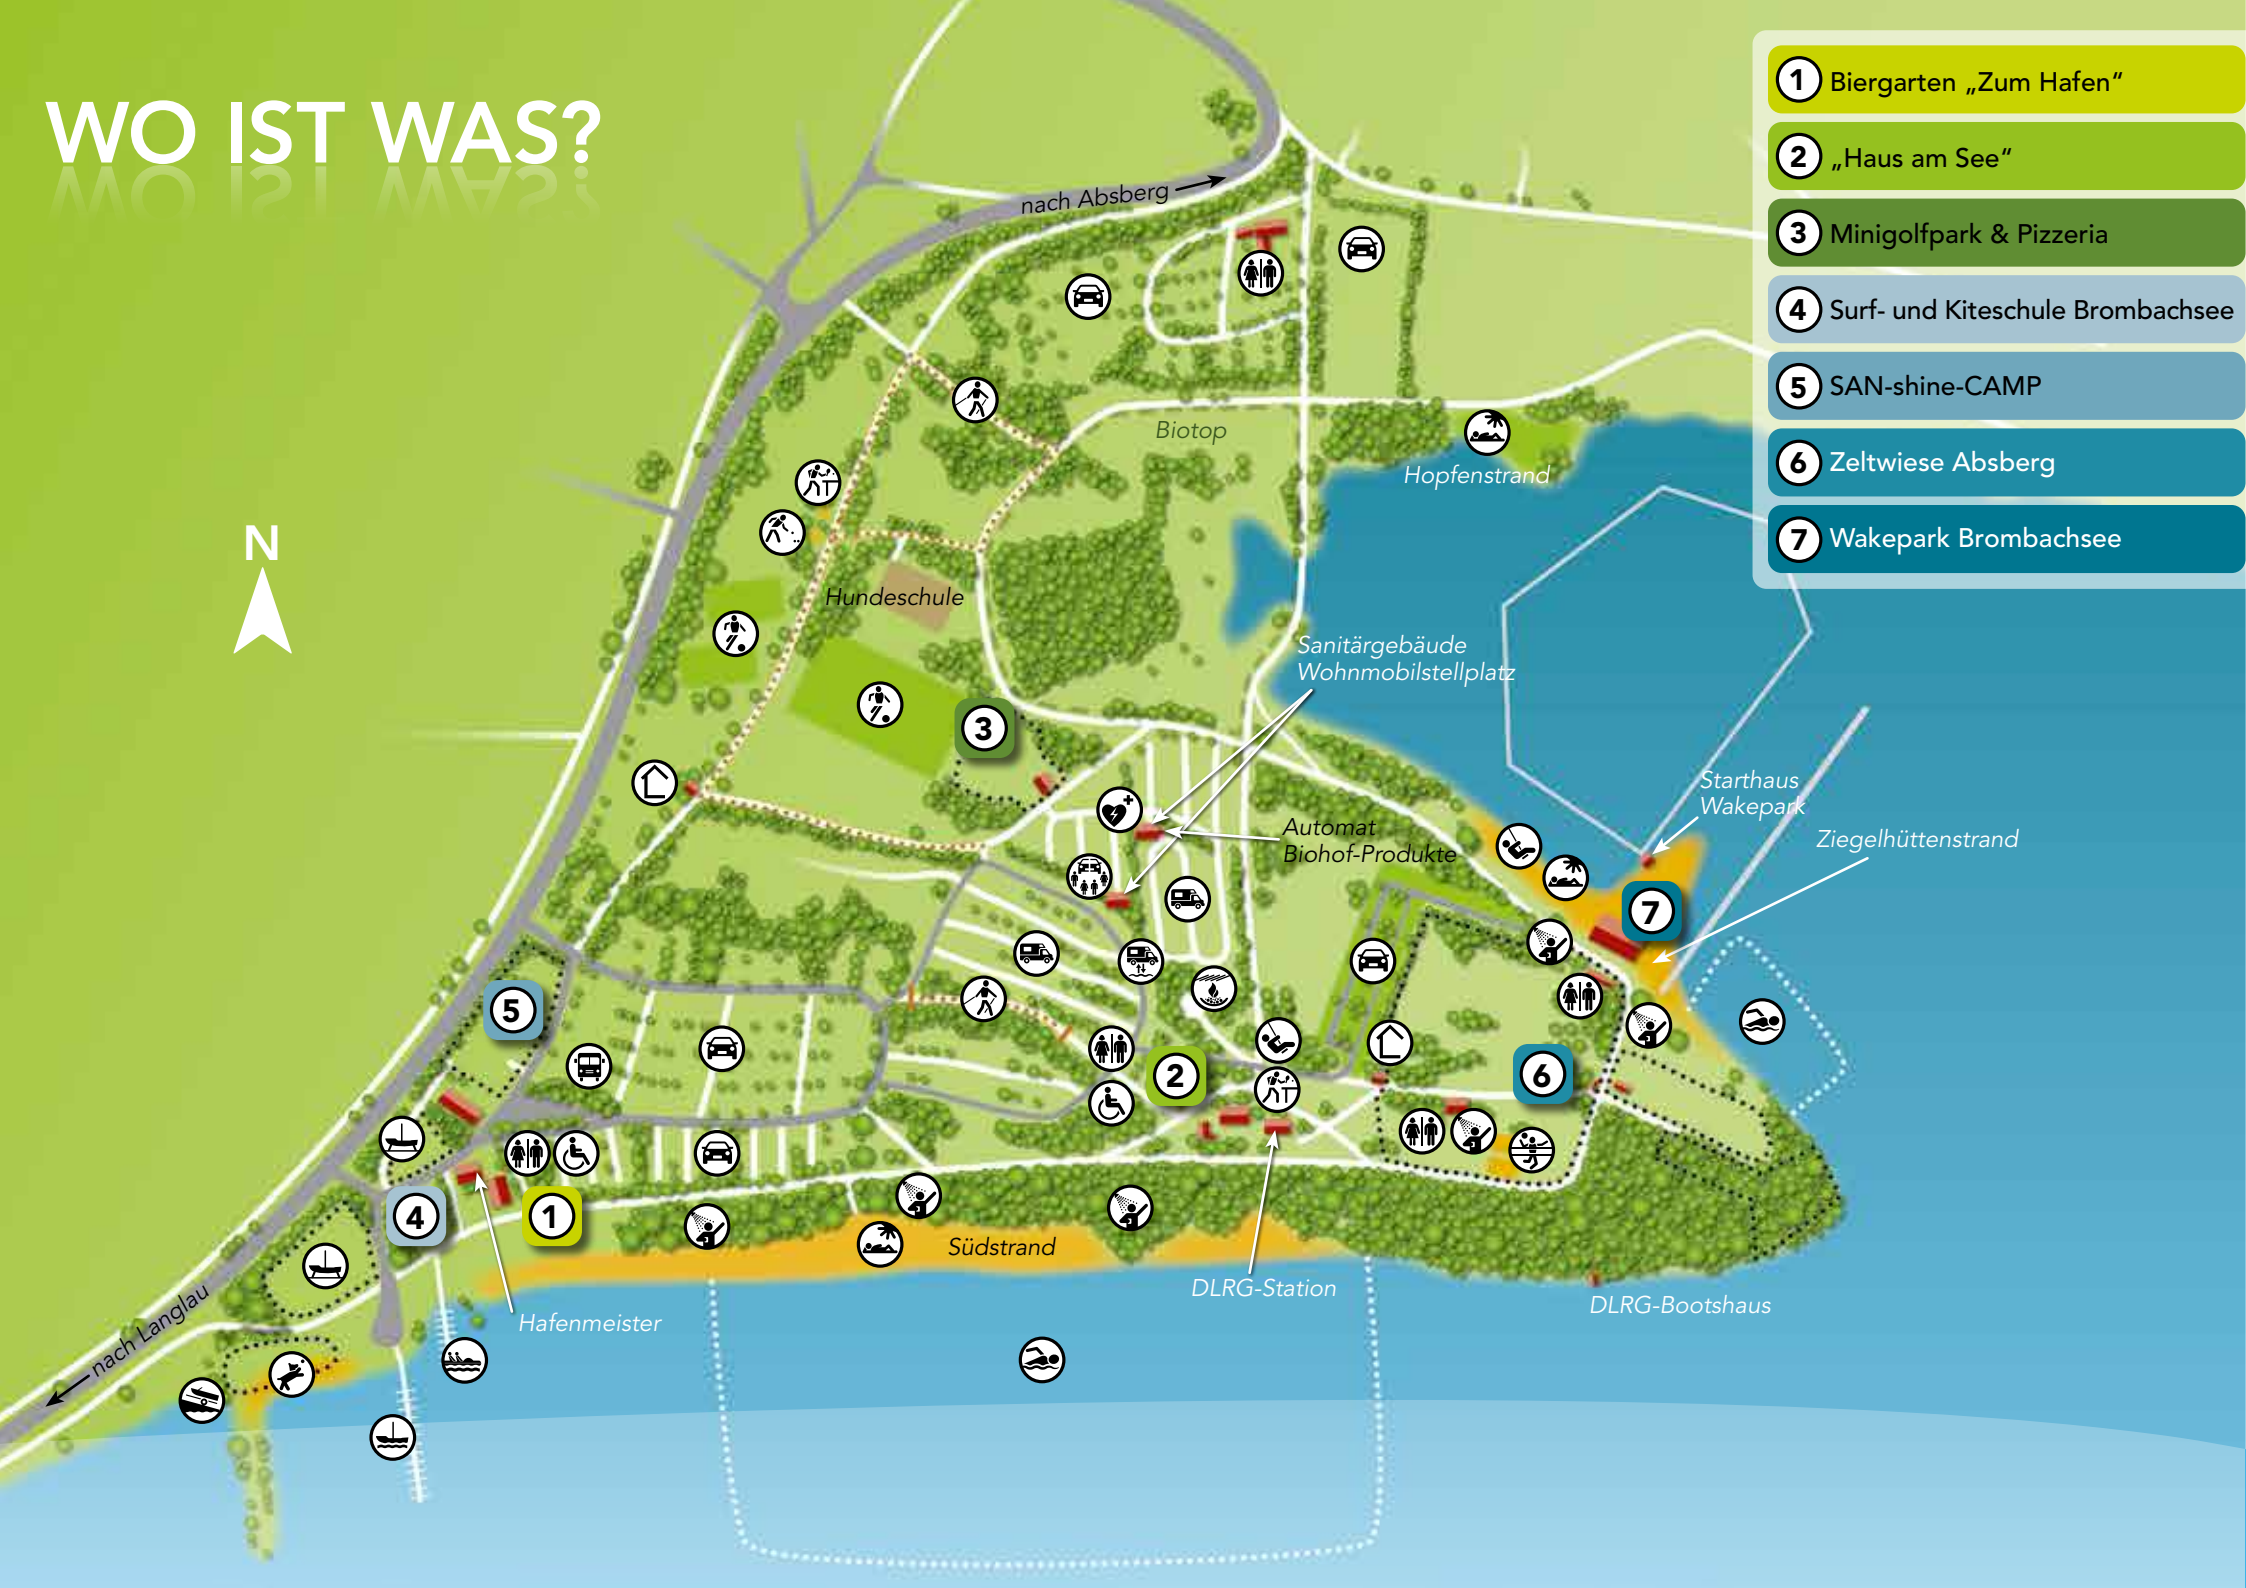 WO IST WAS?
1 Biergarten „Zum Hafen“
2 „Haus am See“
3 Minigolfpark & Pizzeria
4 Surf- und Kiteschule Brombachsee
5 SAN-shine-CAMP
6 Zeltwiese Absberg
7 Wakepark Brombachsee
nach Absberg
Biotop
Hopfenstrand
N
Hundeschule
Sanitärgebäude
Wohnmobilstellplatz
3
Starthaus
Wakepark
Automat
Biohof-Produkte
Ziegelhüttenstrand
7
5
2
6
4
1
Südstrand
DLRG-Station
DLRG-Bootshaus
Hafenmeister
nach Langlau